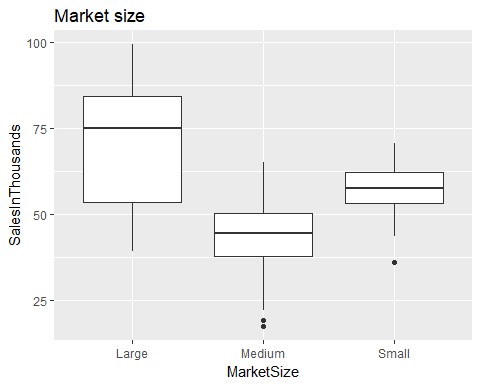 Market size
SalesInThousands
100
75
50
25
Large Medium Small
MarketSize